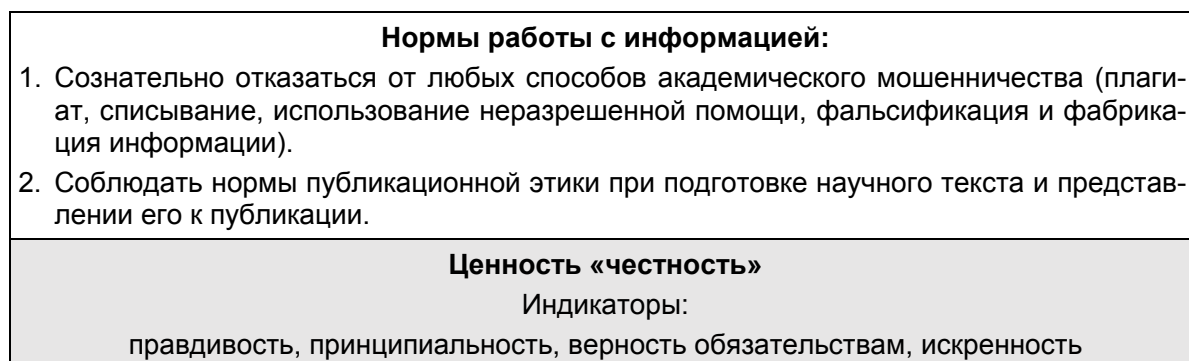 Нормы работы с информацией:
1. Сознательно отказаться от любых способов академического мошенничества (плаги-
ат, списывание, использование неразрешенной помощи, фальсификация и фабрика-
ция информации).
2. Соблюдать нормы публикационной этики при подготовке научного текста и представ-
лении его к публикации.
Ценность «честность»
Индикаторы:
правдивость, принципиальность, верность обязательствам, искренность